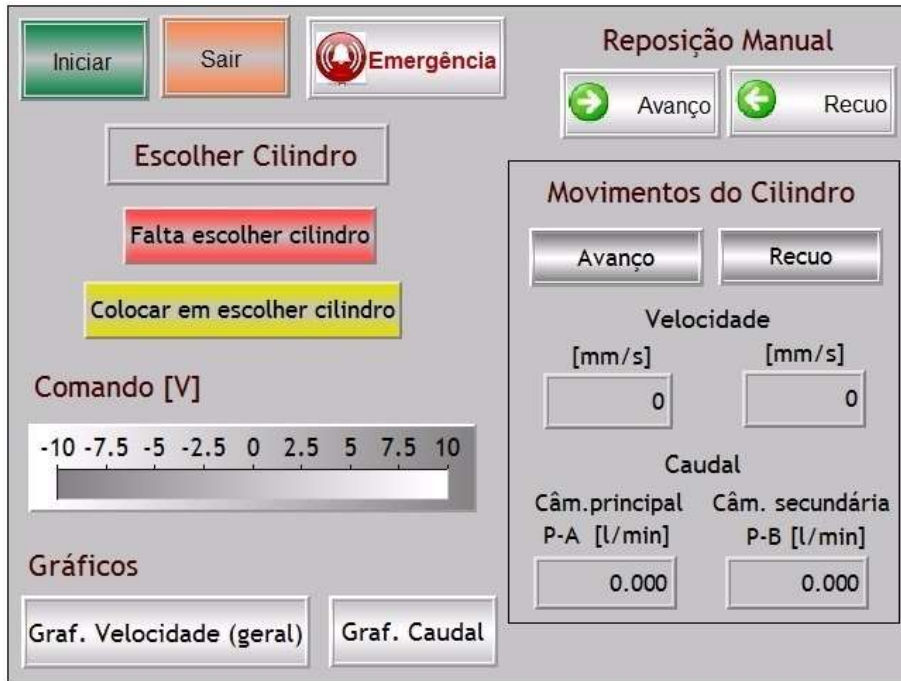 Iniciar
Sair
Emergência
Reposição Manual
Avanço
Recuo
Escolher Cilindro
Falta escolher cilindro
Colocar em escolher cilindro
Comando [V]
-10 -7.5 -5 -2.5 0 2.5 5 7.5 10
Gráficos
Graf. Velocidade (geral)
Graf. Caudal
Movimentos do Cilindro
Avanço
Recuo
Velocidade
[mm/s] [mm/s]
0 0
Caudal
Câm.principal Câm. secundária
P-A [l/min] P-B [l/min]
0.000 0.000